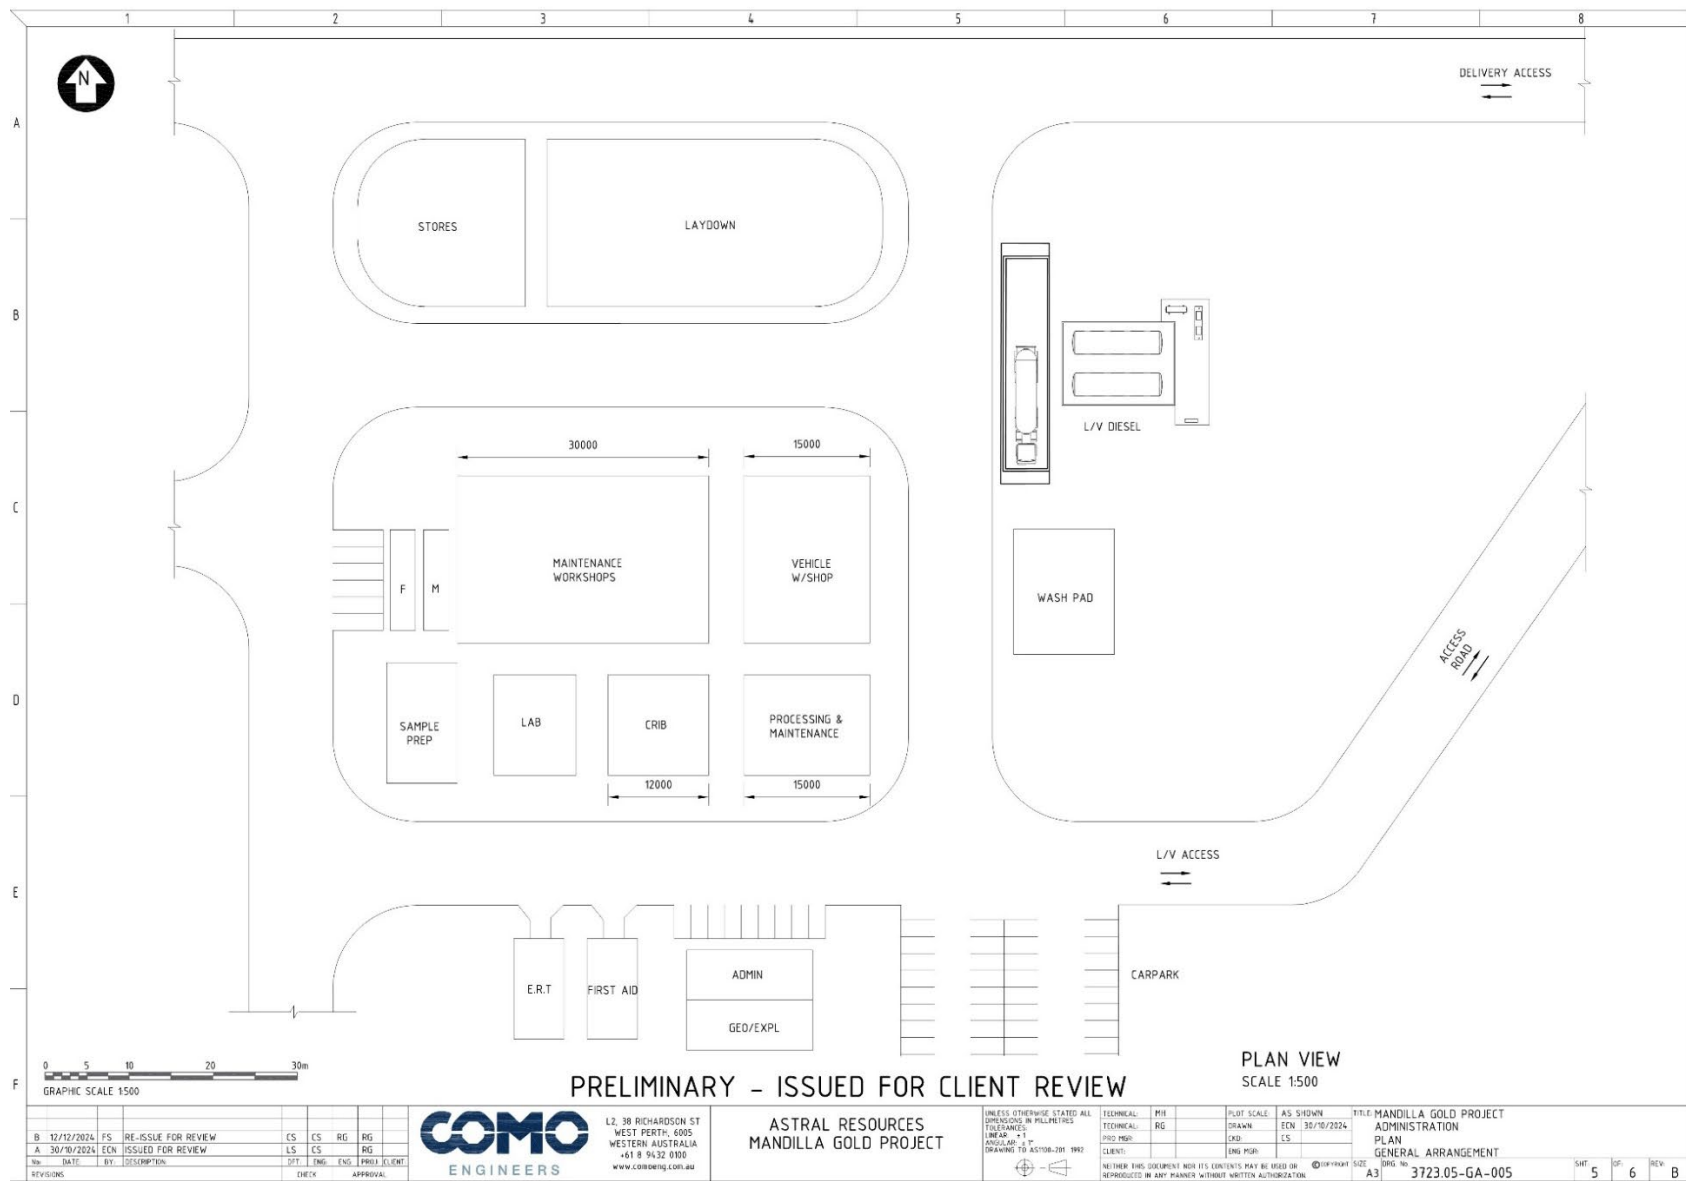 1 2 3 4 5 6 7 8
N
DELIVERY ACCESS
A
STORES
LAYDOWN
B
L/V DIESEL
30000
15000
C
MAINTENANCE
WORKSHOPS
VEHICLE
W/SHOP
F
M
WASH PAD
ACCESS
ROAD
D
SAMPLE
PREP
LAB
CRIB
PROCESSING &
MAINTENANCE
12000
15000
L/V ACCESS
E
E.R.T
FIRST AID
ADMIN
GEO/EXPL
CARPARK
0 5 10 20 30m
GRAPHIC SCALE 1:500
F
PRELIMINARY - ISSUED FOR CLIENT REVIEW
PLAN VIEW
SCALE 1:500
B 12/12/2024 FS RE-ISSUE FOR REVIEW CS CS RG RG
A 30/10/2024 ECN ISSUED FOR REVIEW LS CS RG
No: DATE: BY: DESCRIPTION DFT. ENG. ENG PROJ. CLIENT
REVISIONS CHECK APPROVAL
COMO
ENGINEERS
L2, 38 RICHARDSON ST
WEST PERTH, 6005
WESTERN AUSTRALIA
+61 8 9432 0100
www.comoeng.com.au
ASTRAL RESOURCES
MANDILLA GOLD PROJECT
UNLESS OTHERWISE STATED ALL
DIMENSIONS IN MILLIMETRES
TOLERANCES:
LINEAR: ± 1
ANGULAR: ± 1°
DRAWING TO AS1100-201 1992
TECHNICAL: MH
TECHNICAL: RG
PRO MGR:
CLIENT:
PLOT SCALE: AS SHOWN
DRAWN: ECN 30/10/2024
CKD: CS
ENG MGR:
NEITHER THIS DOCUMENT NOR ITS CONTENTS MAY BE USED OR
REPRODUCED IN ANY MANNER WITHOUT WRITTEN AUTHORIZATION
© COPYRIGHT
TITLE: MANDILLA GOLD PROJECT
ADMINISTRATION
PLAN
GENERAL ARRANGEMENT
SIZE A3 DRG. No 3723.05-GA-005 SHT. 5 OF: 6 REV: B